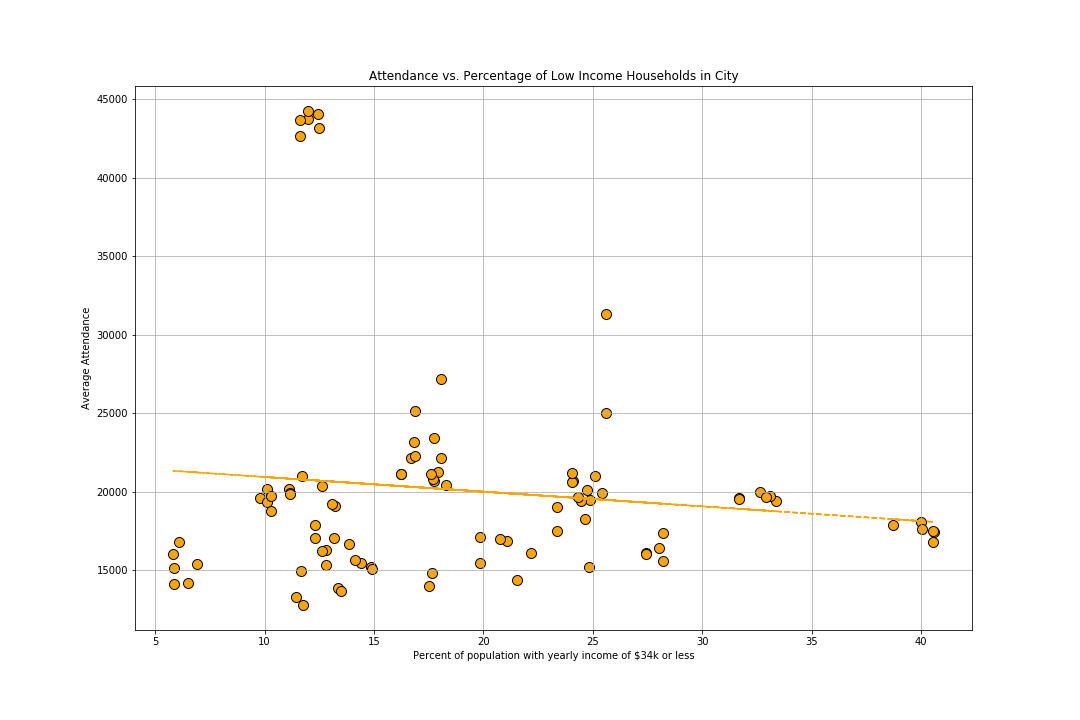 Attendance vs. Percentage of Low Income Households in City
45000
40000
35000
30000
25000
20000
15000
Average Attendance
5 10 15 20 25 30 35 40
Percent of population with yearly income of $34k or less